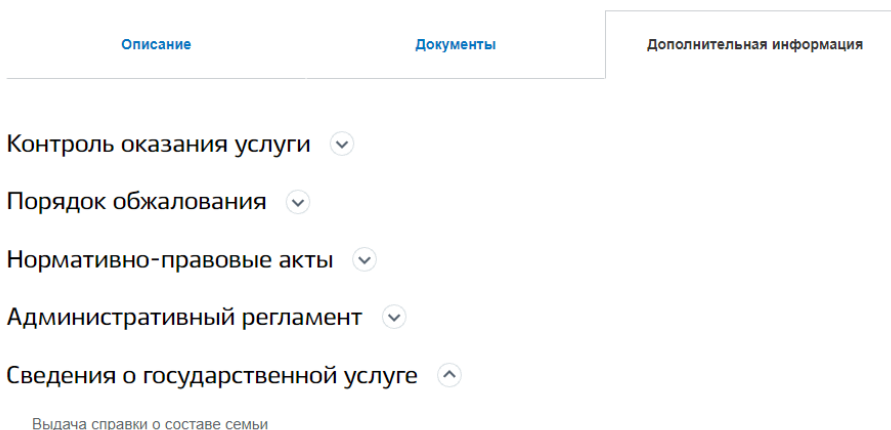 Описание Документы Дополнительная информация
Контроль оказания услуги
Порядок обжалования
Нормативно-правовые акты
Административный регламент
Сведения о государственной услуге
Выдача справки о составе семьи